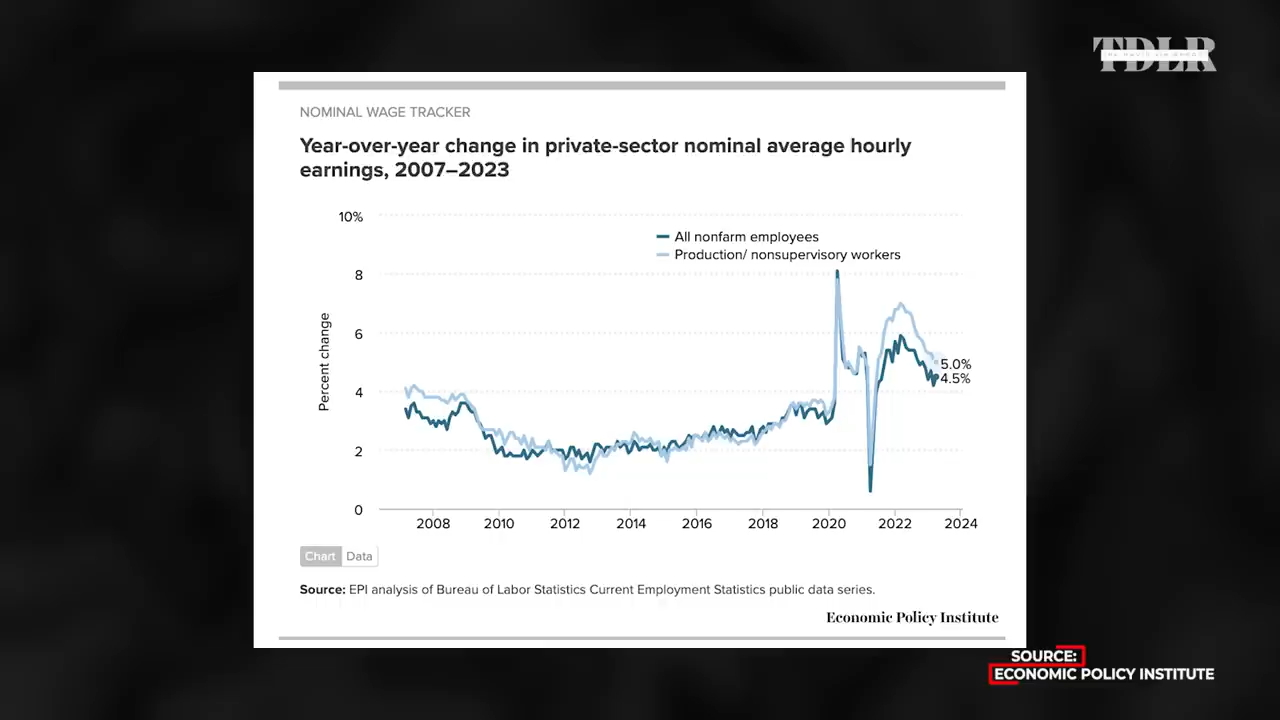 TDLR
NOMINAL WAGE TRACKER
Year-over-year change in private-sector nominal average hourly
earnings, 2007–2023
10%
All nonfarm employees
Production/ nonsupervisory workers
8
6
Percent change
5.0%
4.5%
4
2
0
2008 2010 2012 2014 2016 2018 2020 2022 2024
Chart Data
Source: EPI analysis of Bureau of Labor Statistics Current Employment Statistics public data series.
Economic Policy Institute
SOURCE:
ECONOMIC POLICY INSTITUTE